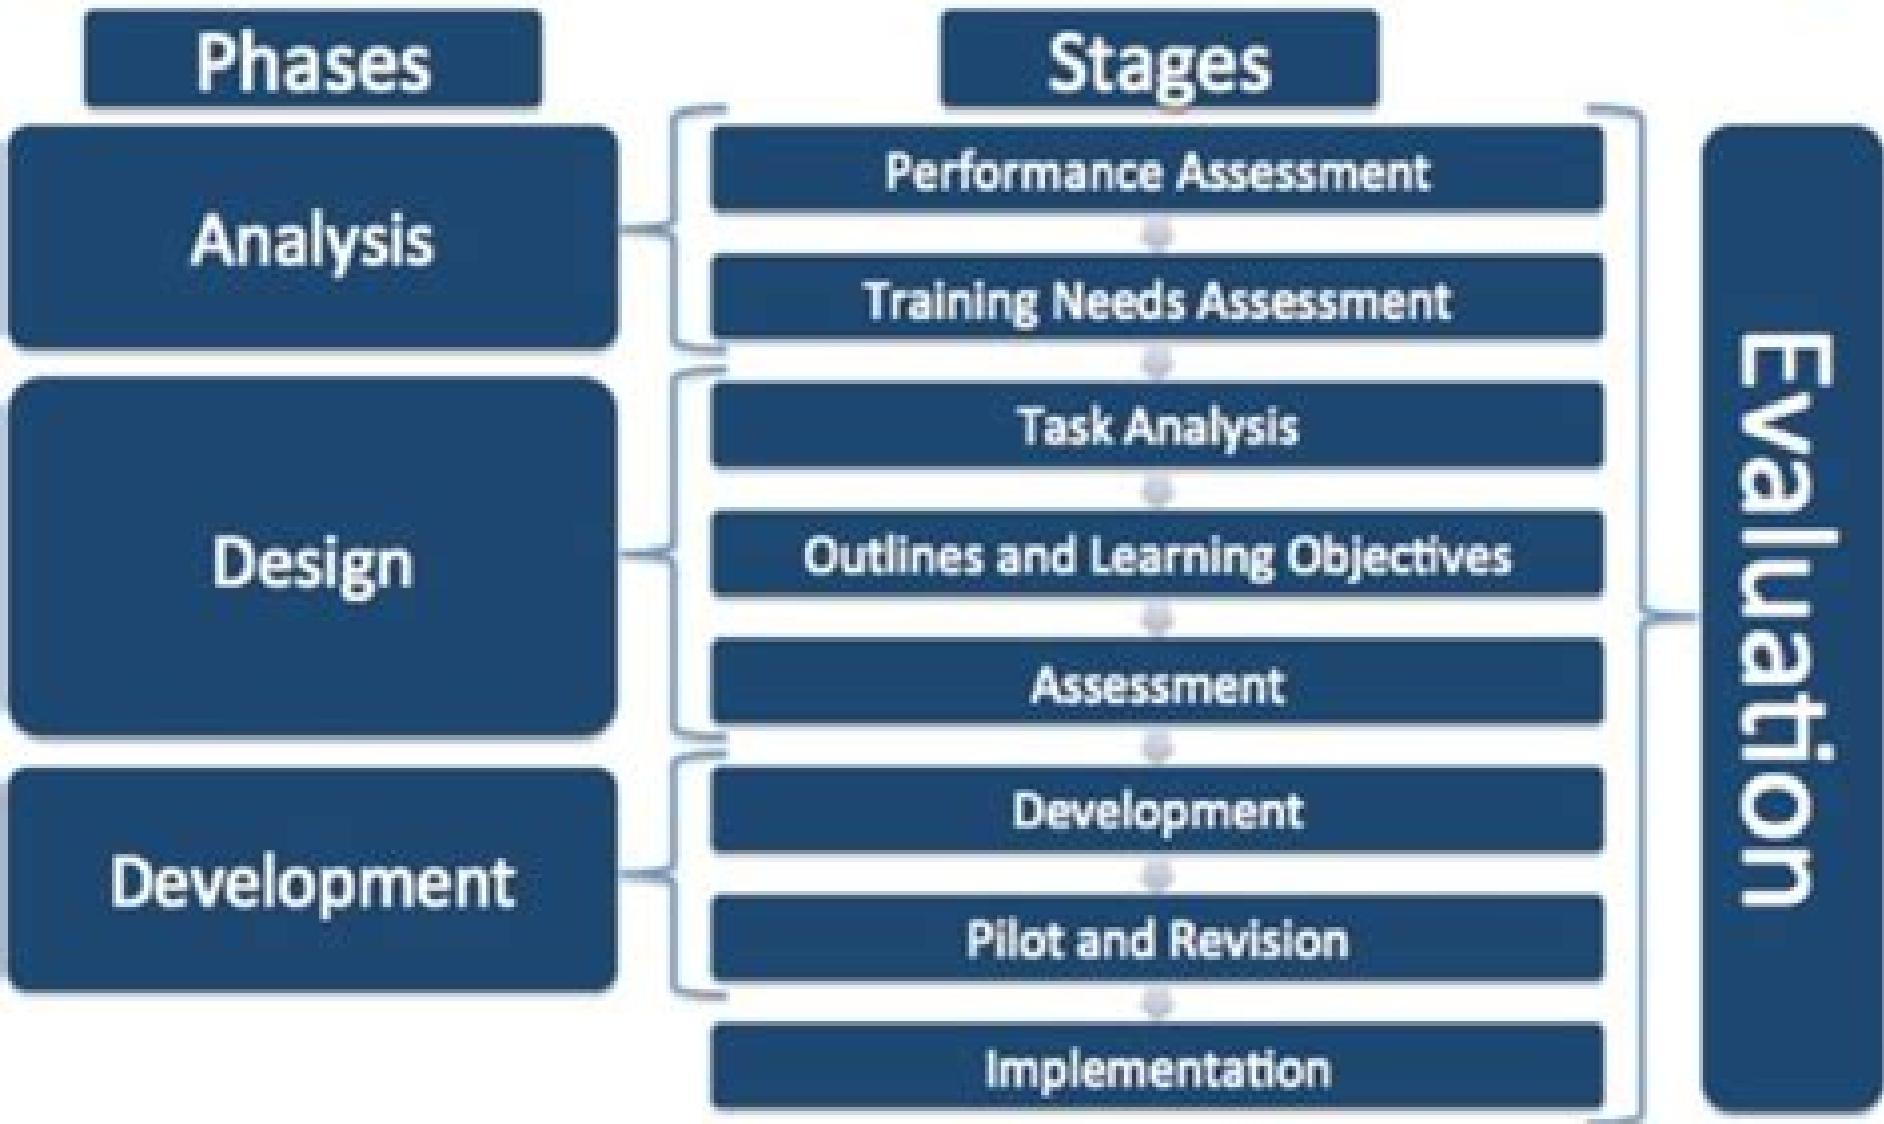 Phases
Stages
Analysis
Performance Assessment
Training Needs Assessment
Design
Task Analysis
Outlines and Learning Objectives
Assessment
Development
Development
Pilot and Revision
Implementation
Evaluation